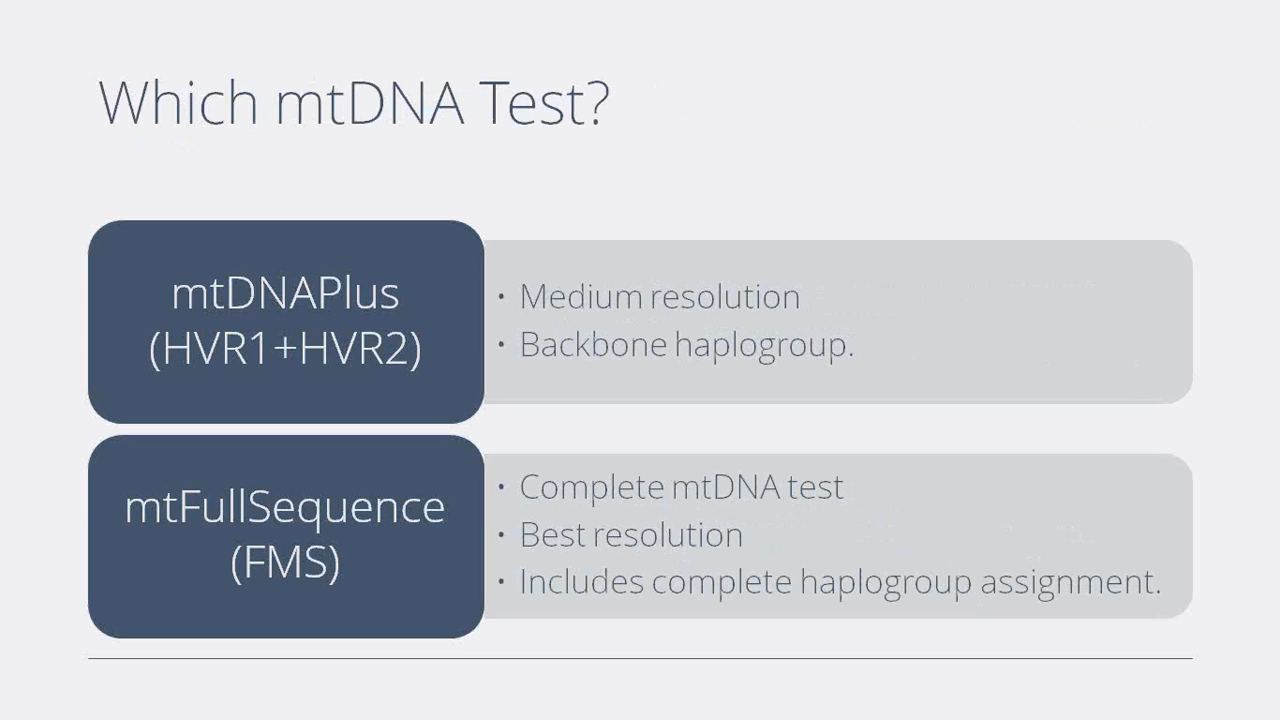 Which mtDNA Test?
mtDNAPlus
(HVR1+HVR2)
• Medium resolution
• Backbone haplogroup.
mtFullSequence
(FMS)
• Complete mtDNA test
• Best resolution
• Includes complete haplogroup assignment.